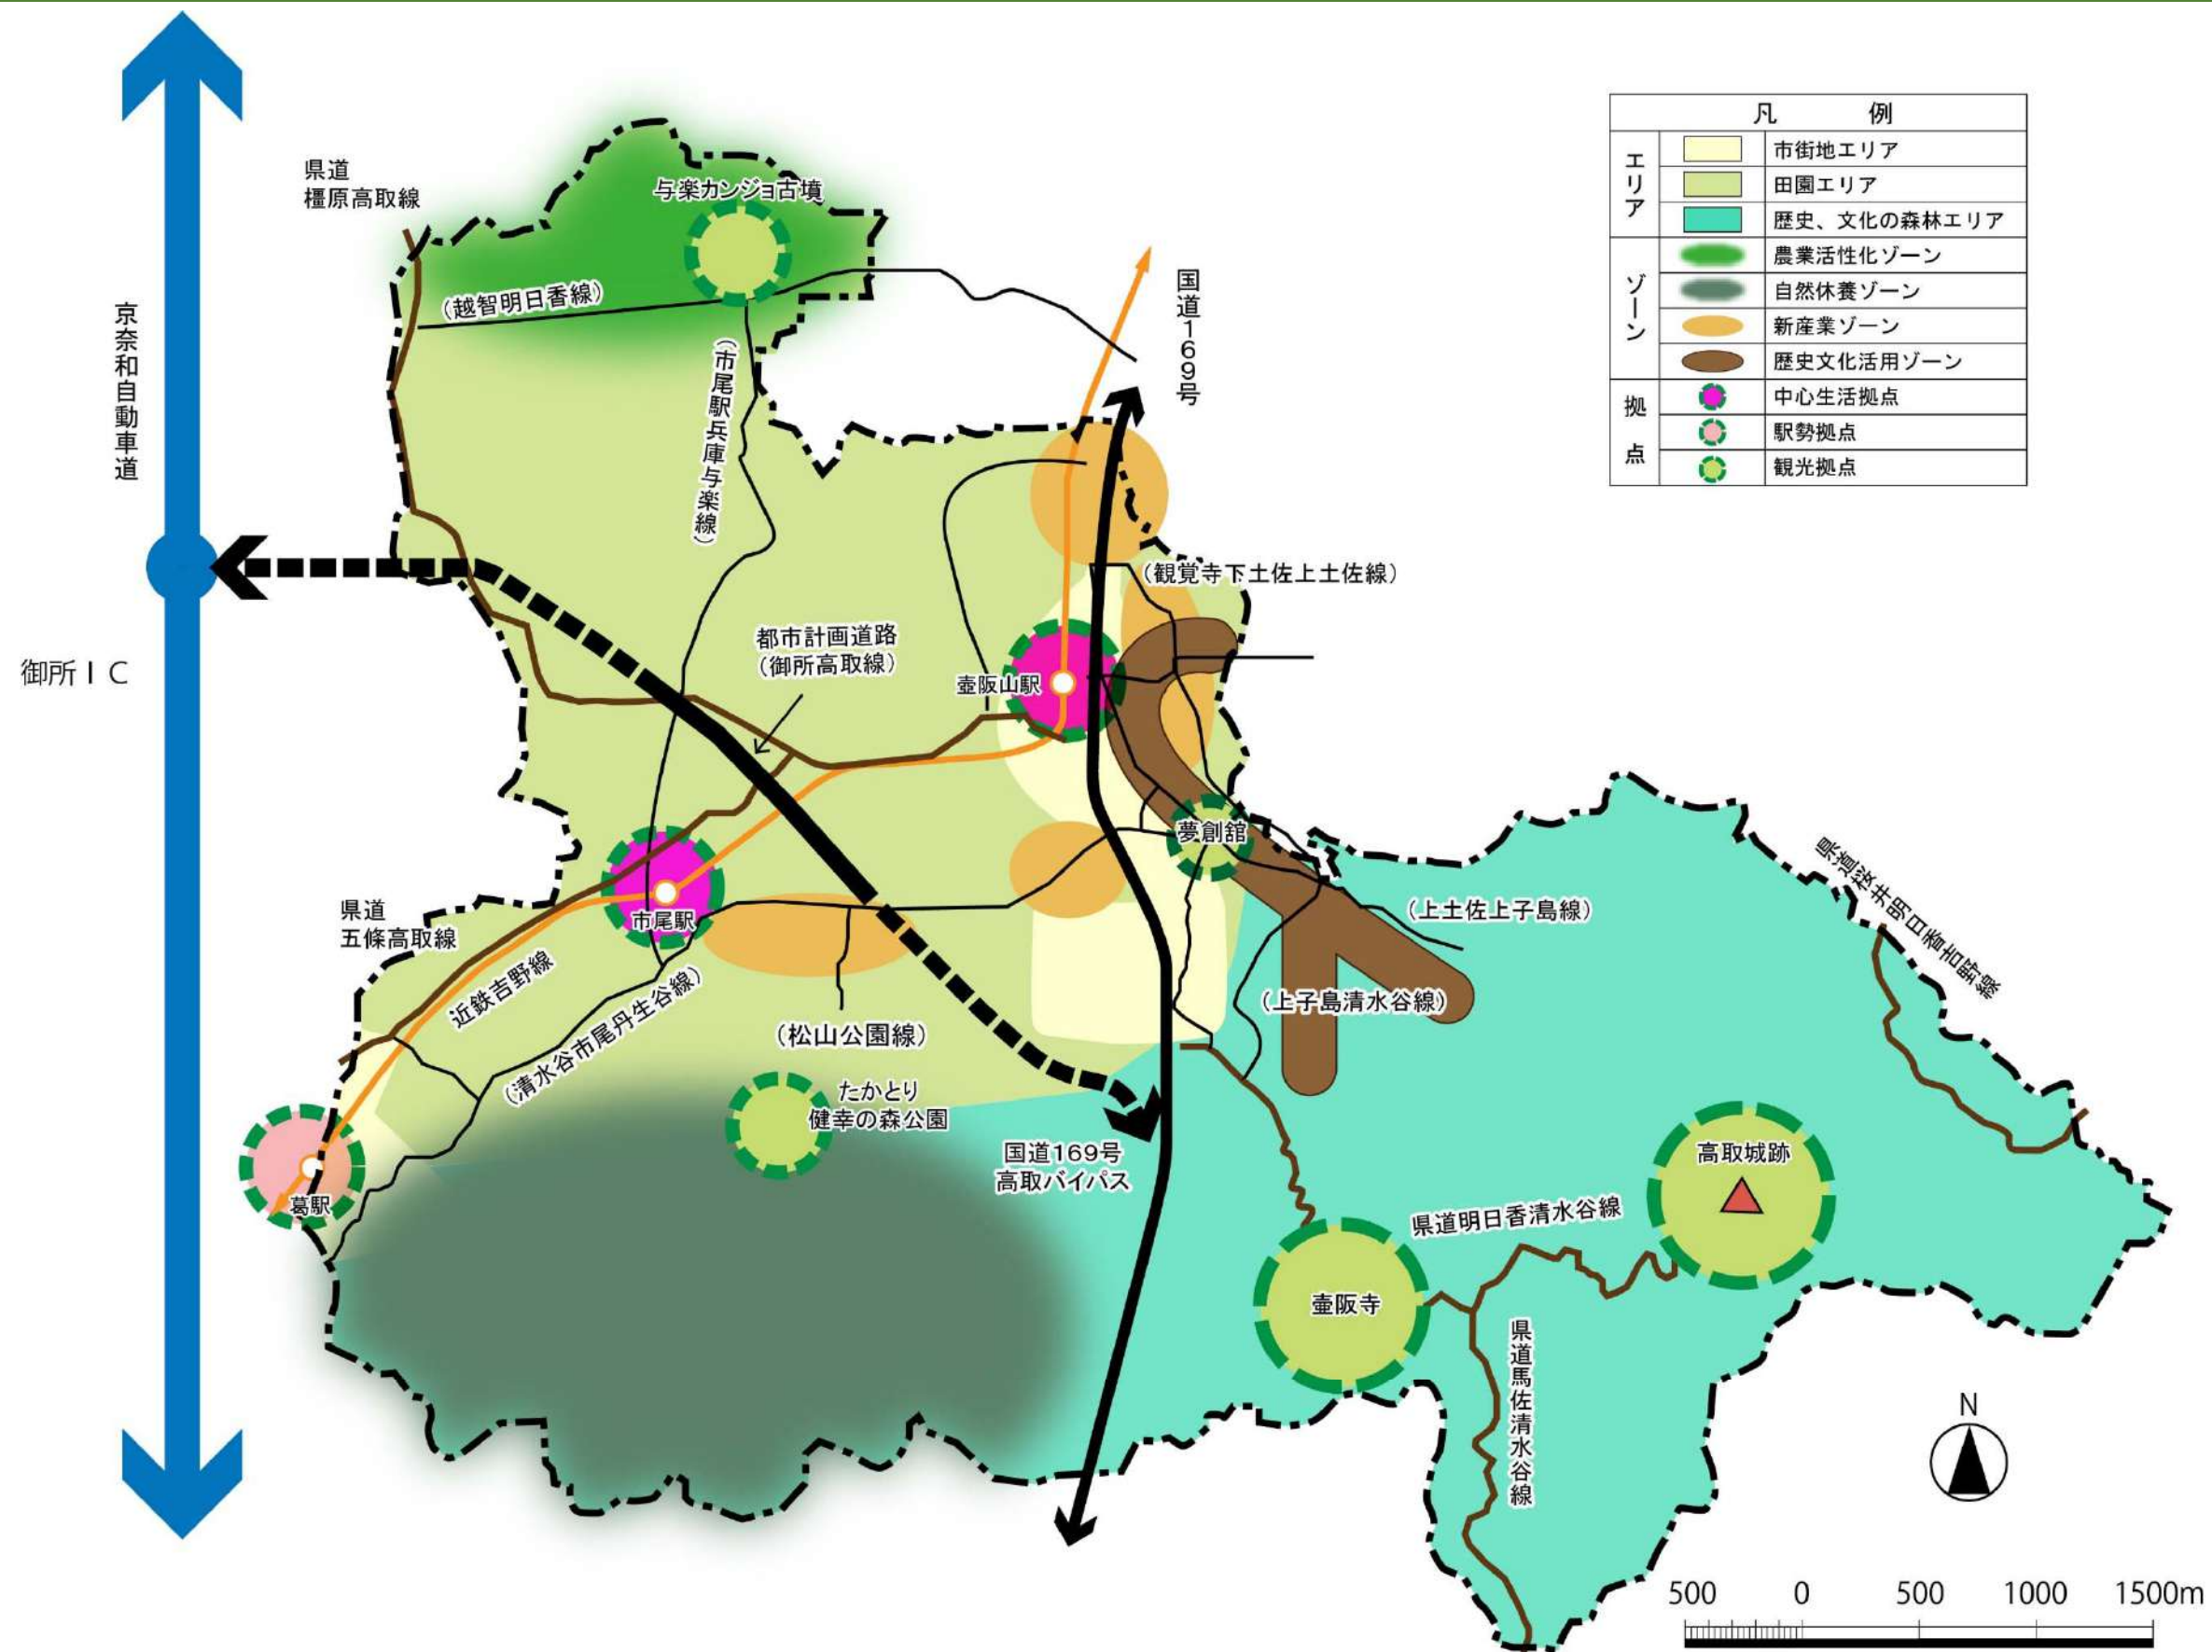 県道
橿原高取線
与楽カンジョ古墳
(越智明日香線)
京奈和自動車道
(市尾駅兵庫与楽線)
国道169号
凡 例
エリア
市街地エリア
田園エリア
歴史、文化の森林エリア
ゾーン
農業活性化ゾーン
自然休養ゾーン
新産業ゾーン
歴史文化活用ゾーン
拠点
中心生活拠点
駅勢拠点
観光拠点
(観覚寺下土佐上土佐線)
都市計画道路
(御所高取線)
御所IC
壺阪山駅
夢創舘
県道桜井明日香吉野線
市尾駅
県道
五條高取線
(上土佐上子島線)
近鉄吉野線
(上子島清水谷線)
(清水谷市尾丹生谷線)
(松山公園線)
たかとり
健幸の森公園
国道169号
高取バイパス
高取城跡
葛駅
県道明日香清水谷線
壷阪寺
県道馬佐清水谷線
N
500 0 500 1000 1500m